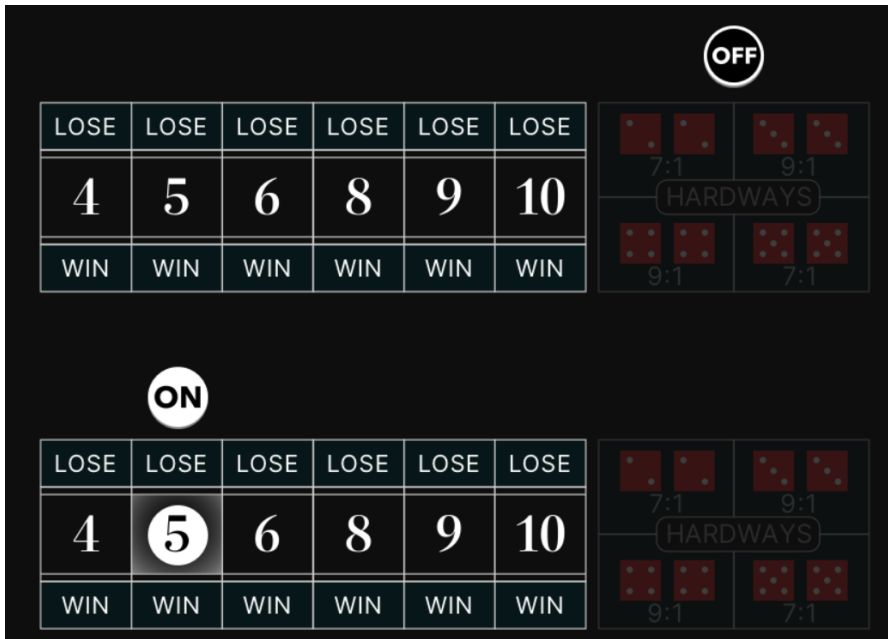 OFF
LOSE LOSE LOSE LOSE LOSE LOSE
7:1 9:1
4 5 6 8 9 10
HARDWAYS
WIN WIN WIN WIN WIN WIN
9:1 7:1
ON
LOSE LOSE LOSE LOSE LOSE LOSE
7:1 9:1
4 5 6 8 9 10
HARDWAYS
WIN WIN WIN WIN WIN WIN
9:1 7:1